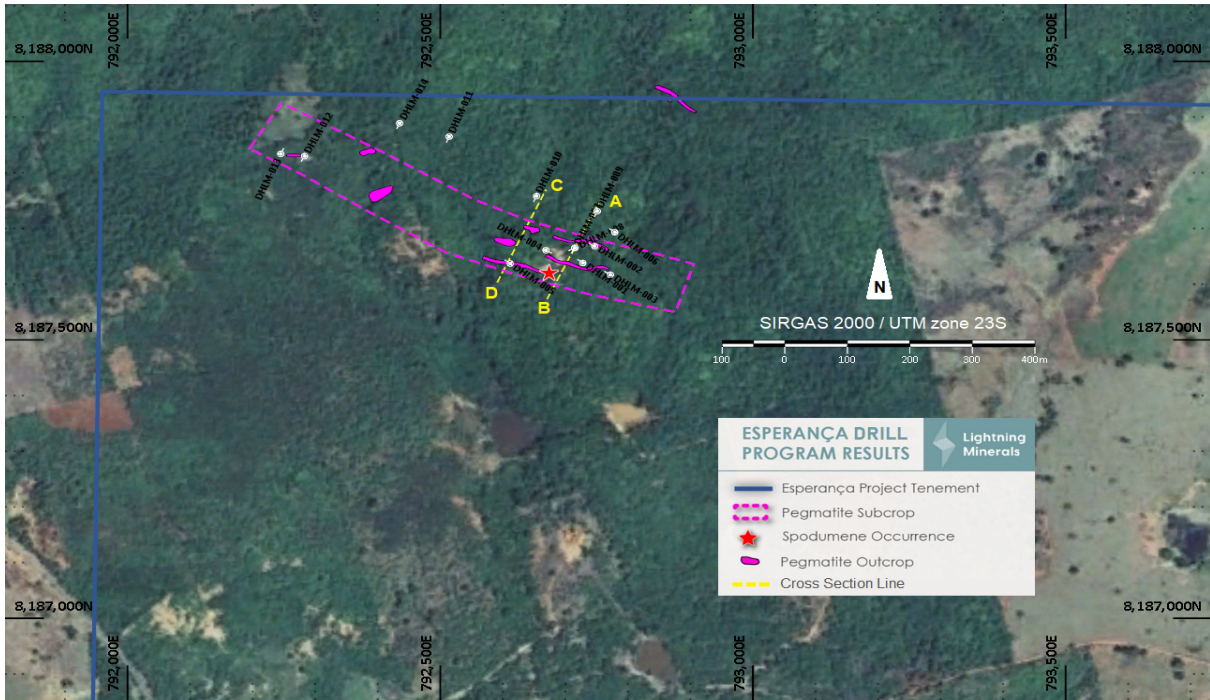 792,000E
792,500E
793,000E
793,500E
8,188,000N
8,188,000N
DHLM-014
DHLM-011
DHLM-012
DHLM-013
DHLM-010
C
DHLM-009
A
DHLM-004
DHLM-006
DHLM-002
DHLM-001
DHLM-003
DHLM-005
D
B
N
8,187,500N
8,187,500N
SIRGAS 2000 / UTM zone 23S
100 0 100 200 300 400m
ESPERANÇA DRILL
PROGRAM RESULTS
Lightning
Minerals
Esperança Project Tenement
Pegmatite Subcrop
Spodumene Occurrence
Pegmatite Outcrop
Cross Section Line
8,187,000N
8,187,000N
792,000E
792,500E
793,000E
793,500E